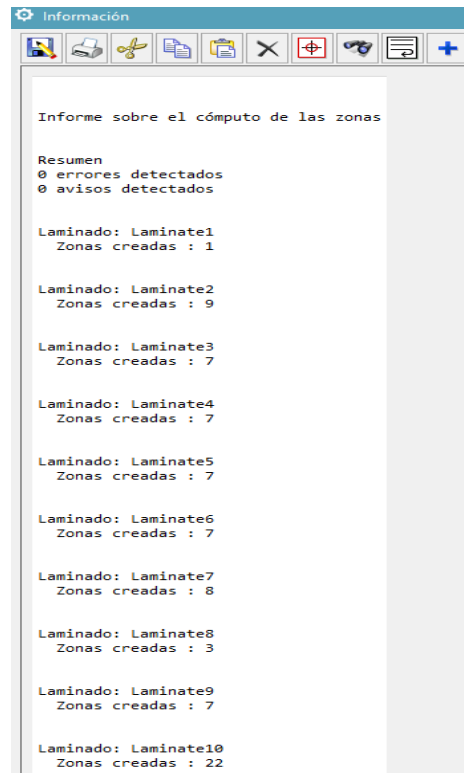 Información
Informe sobre el cómputo de las zonas
Resumen
0 errores detectados
0 avisos detectados
Laminado: Laminate1
Zonas creadas : 1
Laminado: Laminate2
Zonas creadas : 9
Laminado: Laminate3
Zonas creadas : 7
Laminado: Laminate4
Zonas creadas : 7
Laminado: Laminate5
Zonas creadas : 7
Laminado: Laminate6
Zonas creadas : 7
Laminado: Laminate7
Zonas creadas : 8
Laminado: Laminate8
Zonas creadas : 3
Laminado: Laminate9
Zonas creadas : 7
Laminado: Laminate10
Zonas creadas : 22